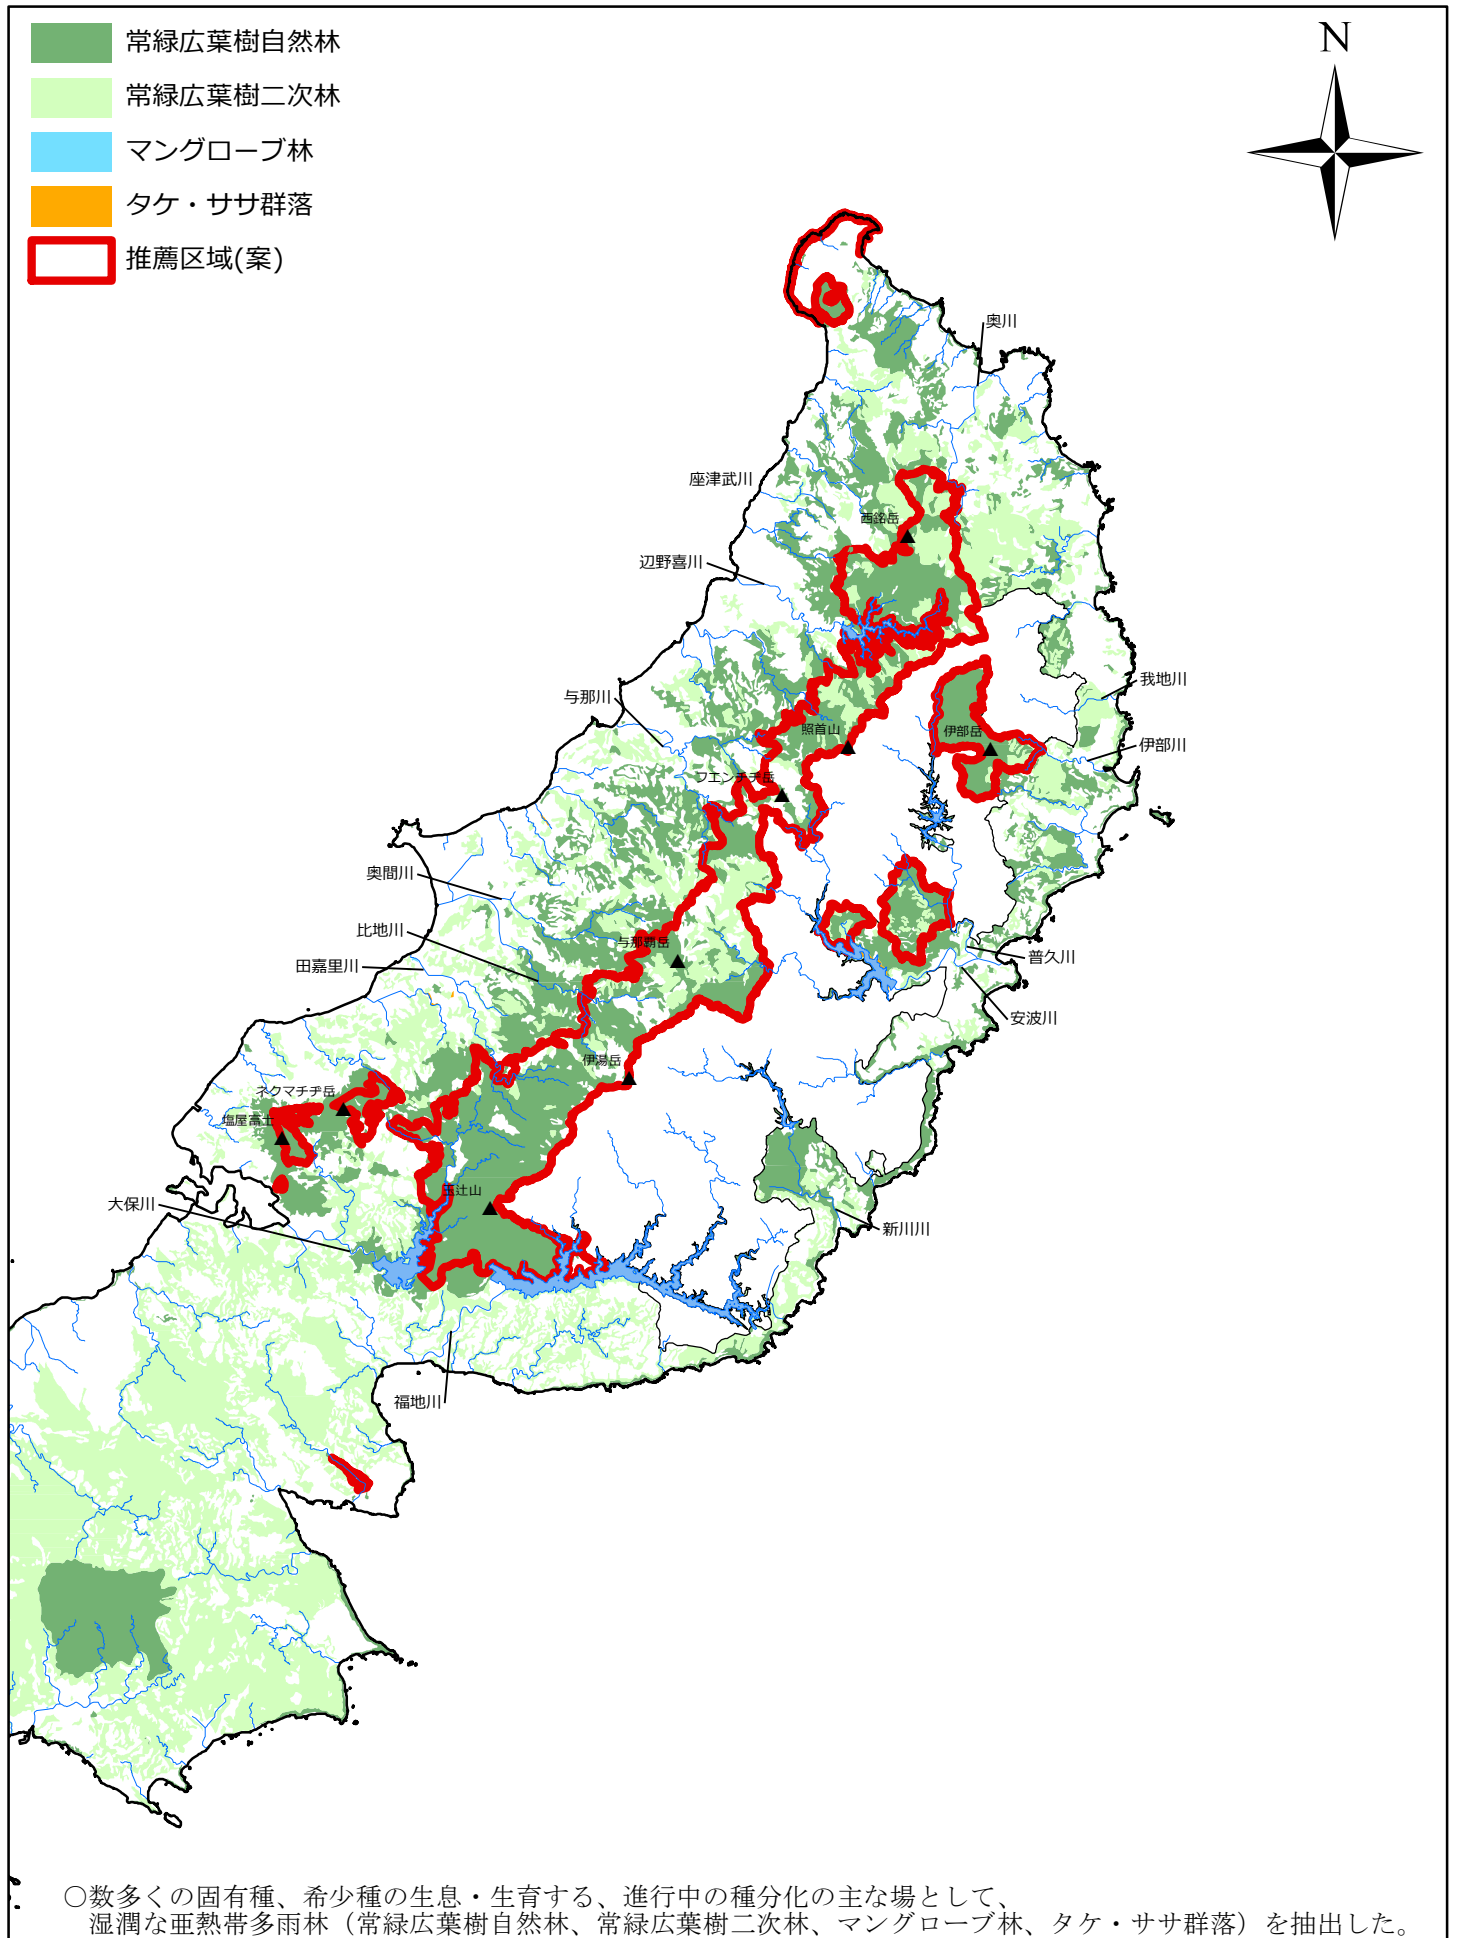 常緑広葉樹自然林
常緑広葉樹二次林
マングローブ林
タケ・ササ群落
推薦区域(案)
N
奥川
座津武川
西銘岳
辺野喜川
我地川
与那川
照首山
伊部岳
伊部川
フエンチヂ岳
奥間川
比地川
与那覇岳
普久川
田嘉里川
安波川
伊湯岳
ネクマチヂ岳
塩屋富士
玉辻山
大保川
新川川
福地川
○数多くの固有種、希少種の生息・生育する、進行中の種分化の主な場として、
湿潤な亜熱帯多雨林（常緑広葉樹自然林、常緑広葉樹二次林、マングローブ林、タケ・ササ群落）を抽出した。